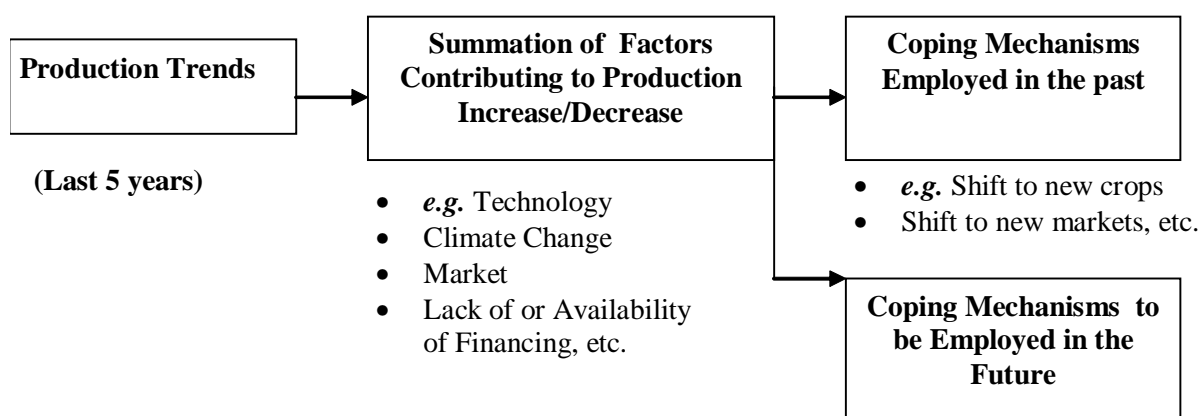 Production Trends
(Last 5 years)
Summation of Factors
Contributing to Production
Increase/Decrease
• e.g. Technology
• Climate Change
• Market
• Lack of or Availability
of Financing, etc.
Coping Mechanisms
Employed in the past
• e.g. Shift to new crops
• Shift to new markets, etc.
Coping Mechanisms to
be Employed in the
Future